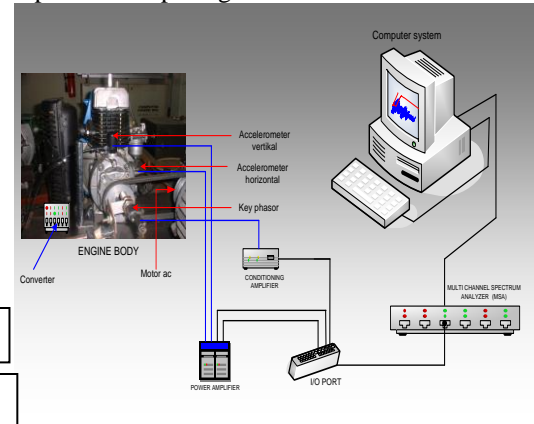 Computer system
Accelerometer
vertikal
Accelerometer
horizontal
Key phasor
ENGINE BODY
Converter
Motor ac
CONDITIONING
AMPLIFIER
MULTI CHANNEL SPECTRUM
ANALYZER (MSA)
POWER AMPLIFIER
I/O PORT